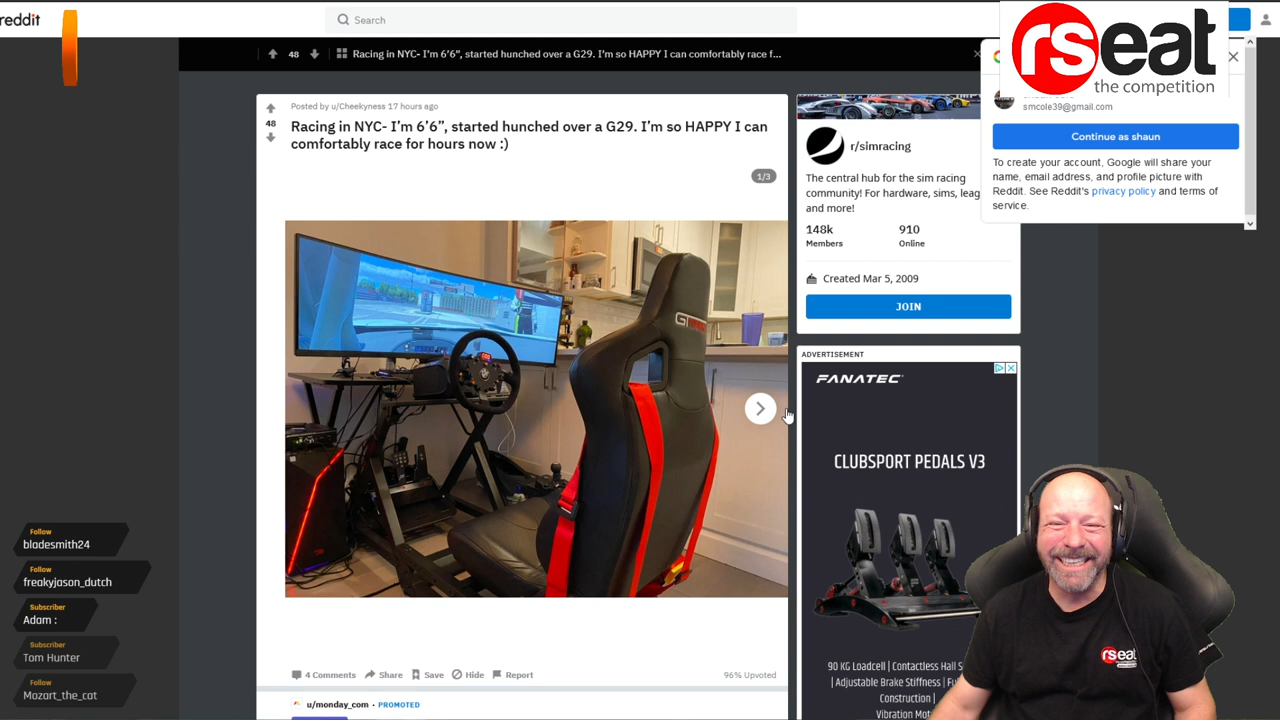 reddit
Search
48
Racing in NYC- I’m 6’6”, started hunched over a G29. I’m so HAPPY I can comfortably race f...
rseat
the competition
smcole39@gmail.com
Continue as shaun
To create your account, Google will share your
name, email address, and profile picture with
Reddit. See Reddit's privacy policy and terms of
service.
Posted by u/Cheekyness 17 hours ago
48
Racing in NYC- I’m 6’6”, started hunched over a G29. I’m so HAPPY I can
comfortably race for hours now :)
1/3
r/simracing
The central hub for the sim racing
community! For hardware, sims, leag
and more!
148k
910
Members
Online
Created Mar 5, 2009
JOIN
ADVERTISEMENT
FANATEC
CLUBSPORT PEDALS V3
90 KG Loadcell | Contactless Hall S
| Adjustable Brake Stiffness | Fu
Construction |
Vibration Mot
4 Comments
Share
Save
Hide
Report
96% Upvoted
u/monday_com • PROMOTED
Follow
bladesmith24
Follow
freakyjason_dutch
Subscriber
Adam :
Subscriber
Tom Hunter
Follow
Mozart_the_cat
rseat